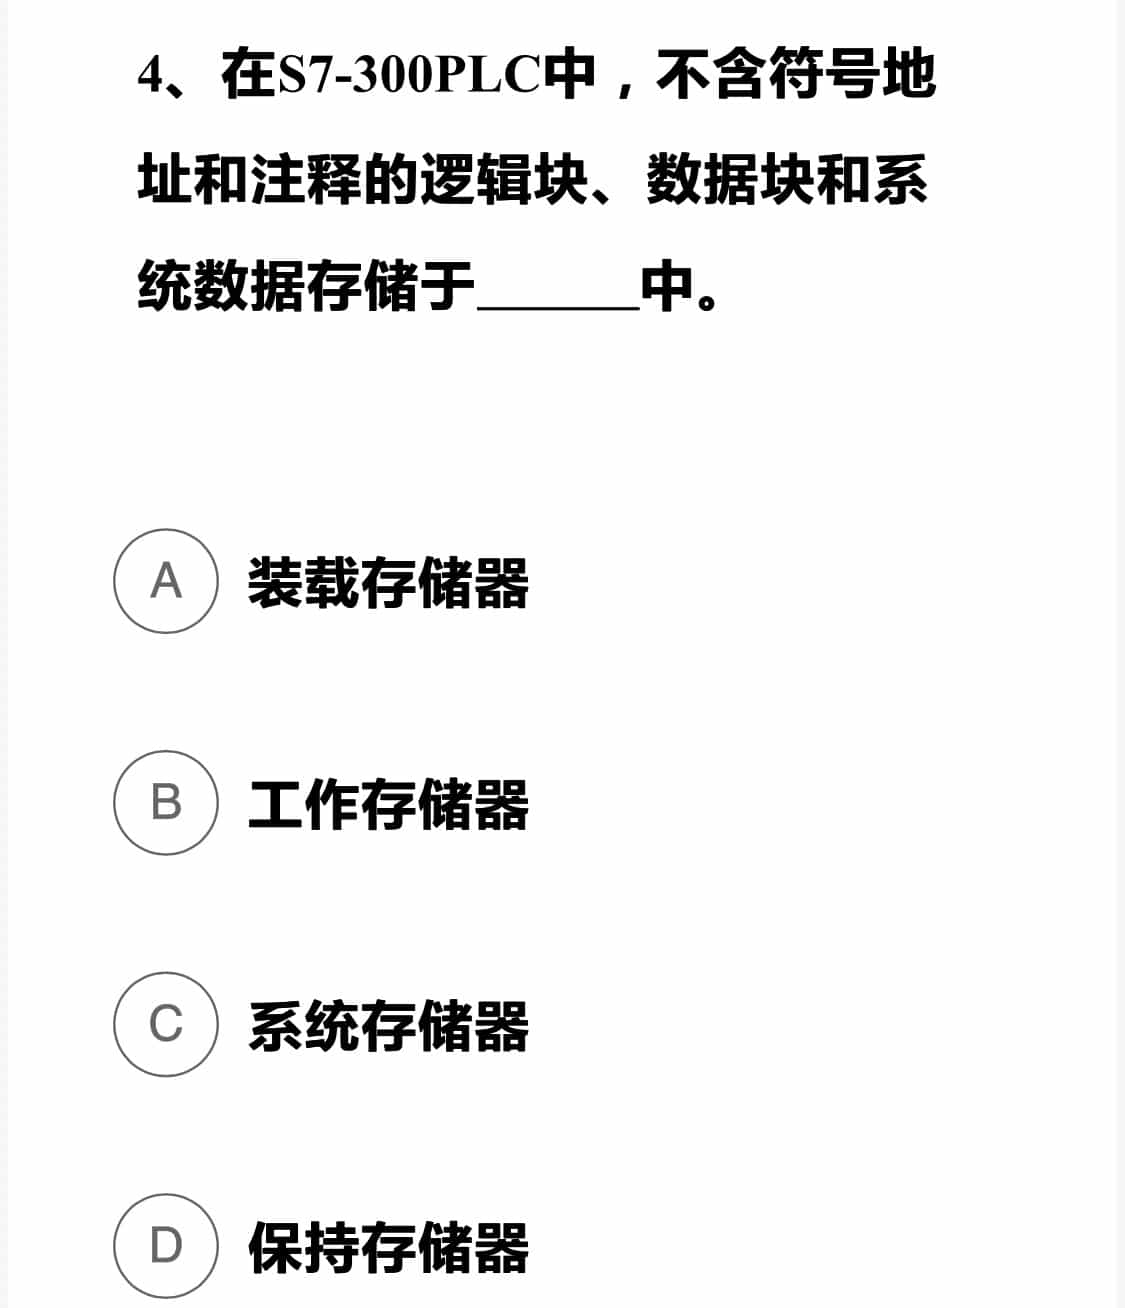 4、在S7-300PLC中，不含符号地
址和注释的逻辑块、数据块和系
统数据存储于______中。
A 装载存储器
B 工作存储器
C 系统存储器
D 保持存储器